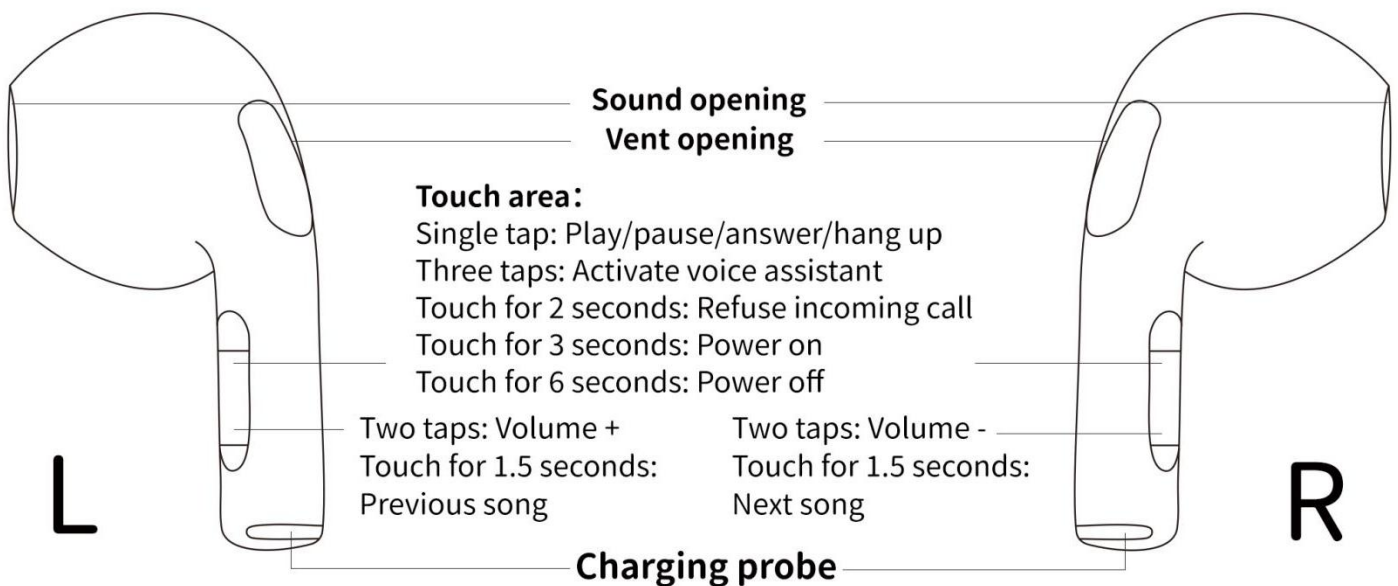 Sound opening
Vent opening
Touch area：
Single tap: Play/pause/answer/hang up
Three taps: Activate voice assistant
Touch for 2 seconds: Refuse incoming call
Touch for 3 seconds: Power on
Touch for 6 seconds: Power off
Two taps: Volume +
Touch for 1.5 seconds:
Previous song
Two taps: Volume -
Touch for 1.5 seconds:
Next song
L
R
Charging probe